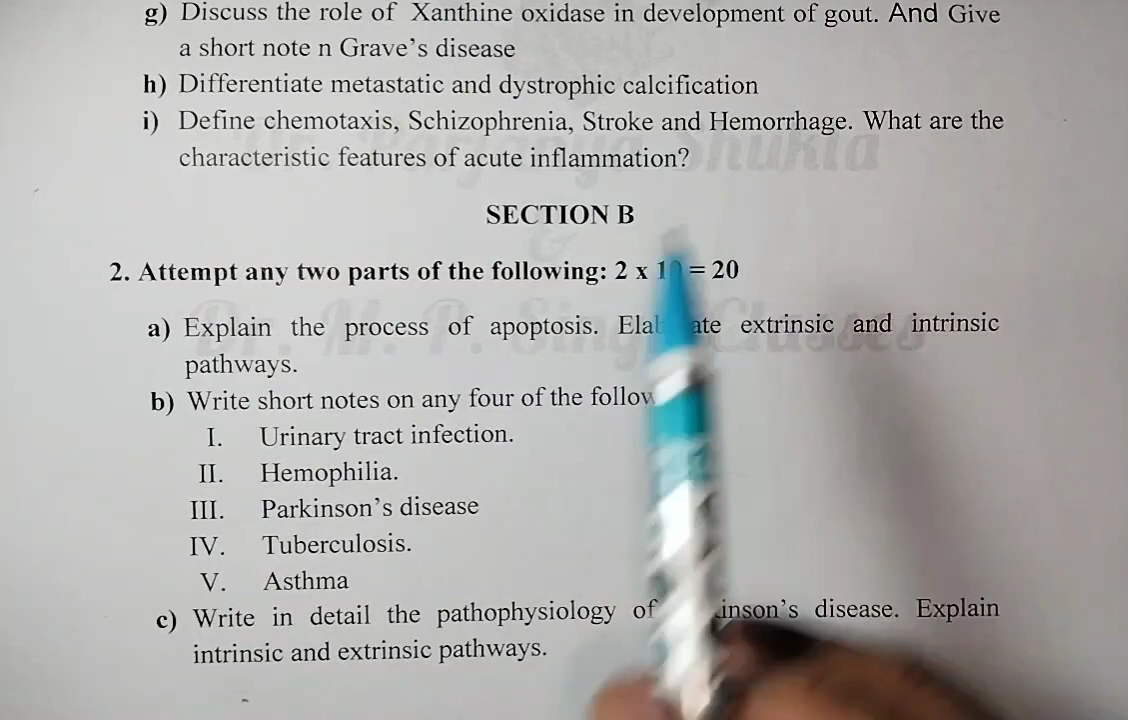 g) Discuss the role of Xanthine oxidase in development of gout. And Give
a short note n Grave's disease
h) Differentiate metastatic and dystrophic calcification
i) Define chemotaxis, Schizophrenia, Stroke and Hemorrhage. What are the
characteristic features of acute inflammation?
SECTION B
2. Attempt any two parts of the following: 2 x 10 = 20
a) Explain the process of apoptosis. extrinsic and intrinsic
pathways.
b) Write short notes on any four of the
I. Urinary tract infection.
II. Hemophilia.
III. Parkinson's disease
IV. Tuberculosis.
V. Asthma
c) Write in detail the pathophysiology of disease. Explain
intrinsic and extrinsic pathways.